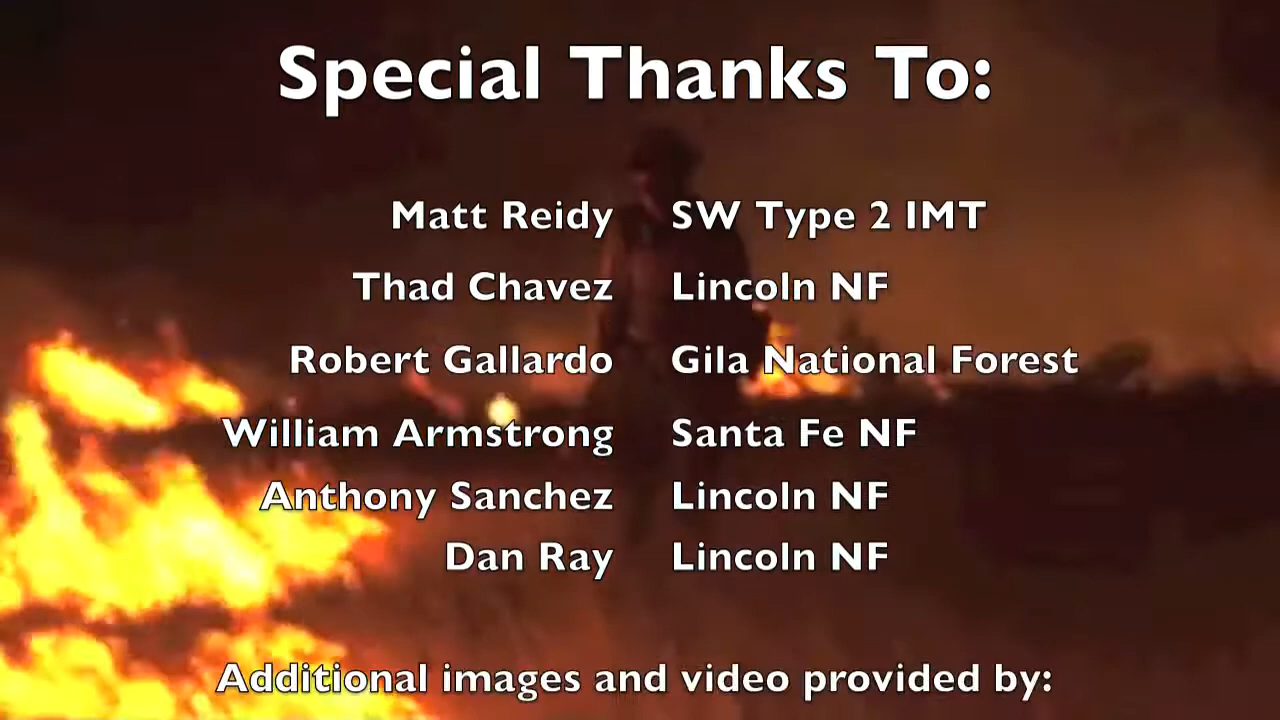 Special Thanks To:
Matt Reidy SW Type 2 IMT
Thad Chavez Lincoln NF
Robert Gallardo Gila National Forest
William Armstrong Santa Fe NF
Anthony Sanchez Lincoln NF
Dan Ray Lincoln NF
Additional images and video provided by: